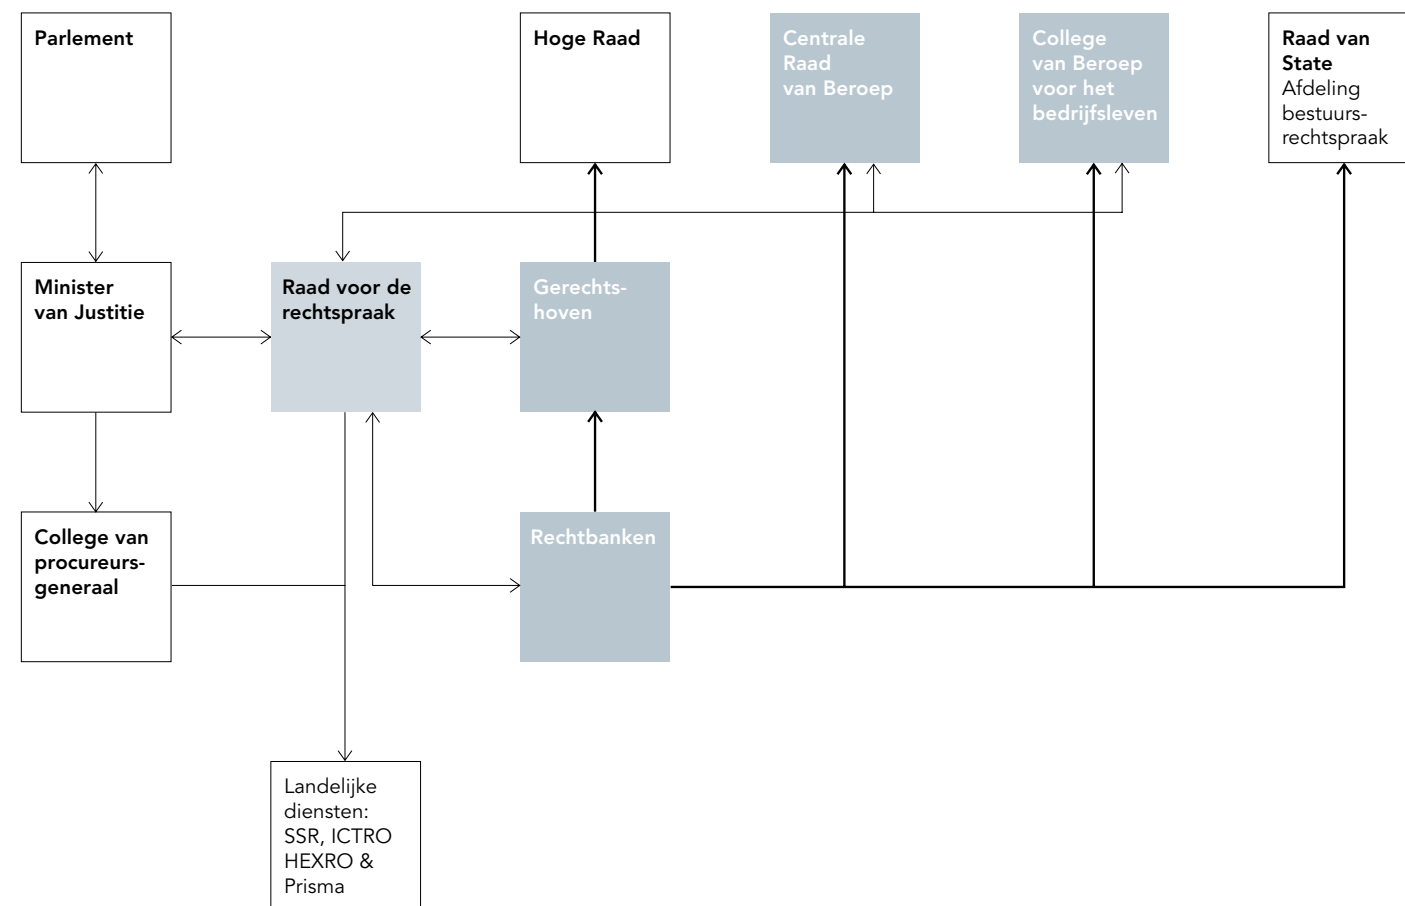 Parlement
Hoge Raad
Centrale
Raad
van Beroep
College
van Beroep
voor het
bedrijfsleven
Raad van
State
Afdeling
bestuurs-
rechtspraak
Minister
van Justitie
Raad voor de
rechtspraak
Gerechts-
hoven
College van
procureurs-
generaal
Rechtbanken
Landelijke
diensten:
SSR, ICTRO
HEXRO &
Prisma